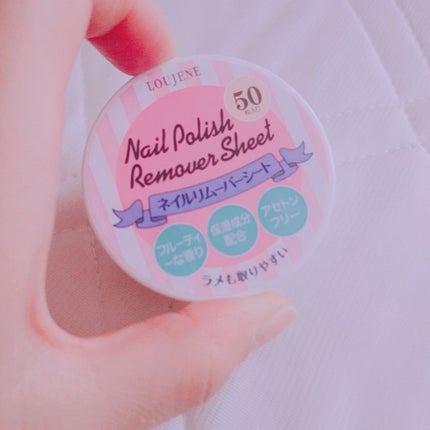 LOUJENE
50
枚入り
Nail Polish
Remover Sheet
ネイルリムーバーシート
フルーティ
ーな香り
保湿成分
配合
アセトン
フリー
ラメも取りやすい